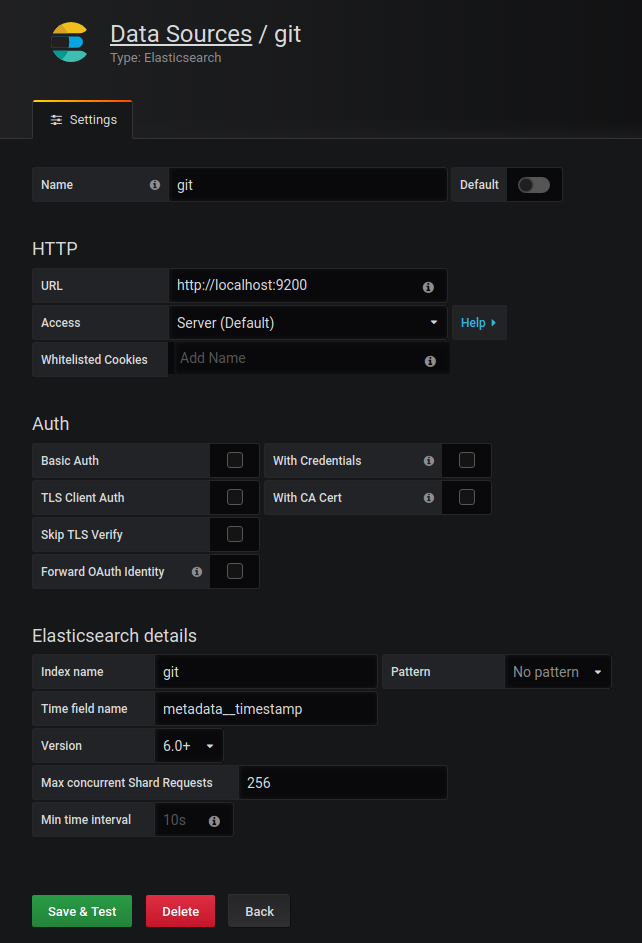 Data Sources / git
Type: Elasticsearch
Settings
Name git Default
HTTP
URL http://localhost:9200
Access Server (Default) Help
Whitelisted Cookies Add Name
Auth
Basic Auth With Credentials
TLS Client Auth With CA Cert
Skip TLS Verify
Forward OAuth Identity
Elasticsearch details
Index name git Pattern No pattern
Time field name metadata__timestamp
Version 6.0+
Max concurrent Shard Requests 256
Min time interval 10s
Save & Test Delete Back